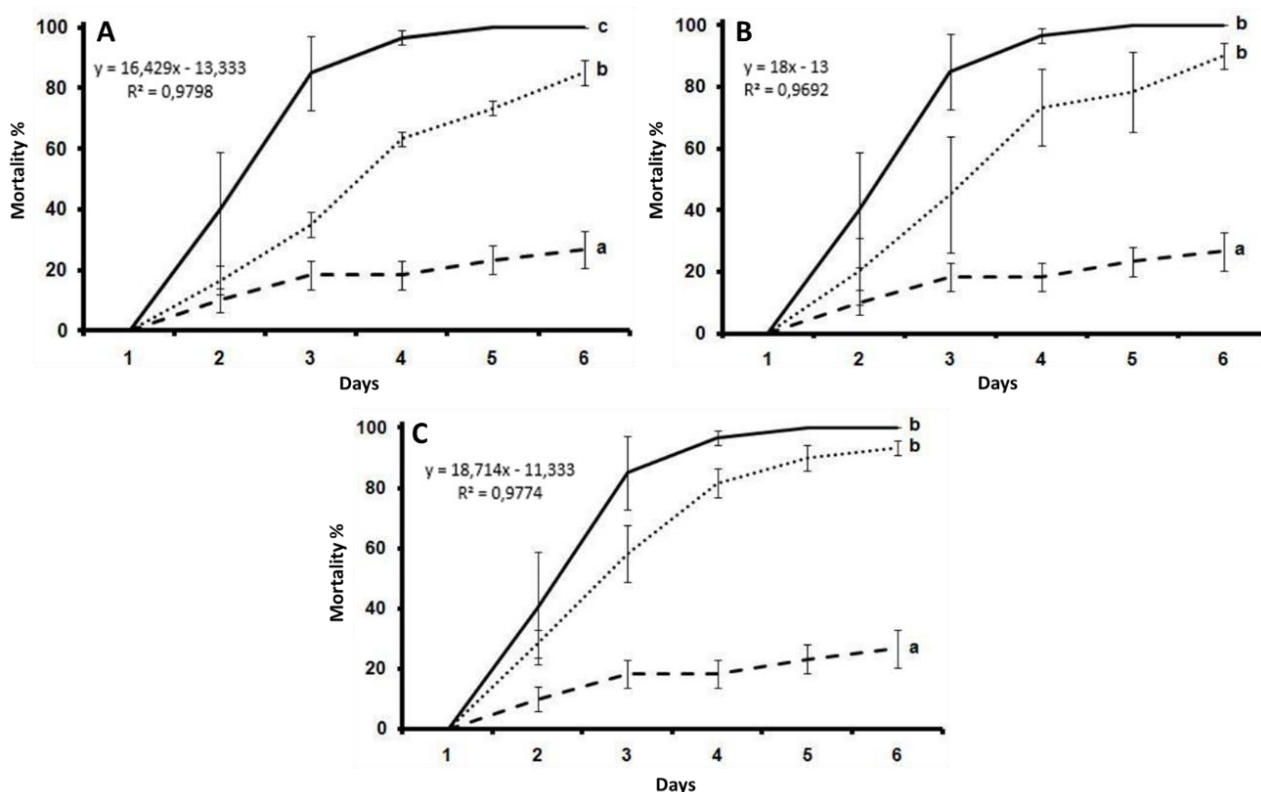 A
y = 16,429x - 13,333
R² = 0,9798
Mortality %
100
80
60
40
20
0
c
b
a
1 2 3 4 5 6
Days
B
y = 18x - 13
R² = 0,9692
Mortality %
100
80
60
40
20
0
b
b
a
1 2 3 4 5 6
Days
C
y = 18,714x - 11,333
R² = 0,9774
Mortality %
100
80
60
40
20
0
b
b
a
1 2 3 4 5 6
Days